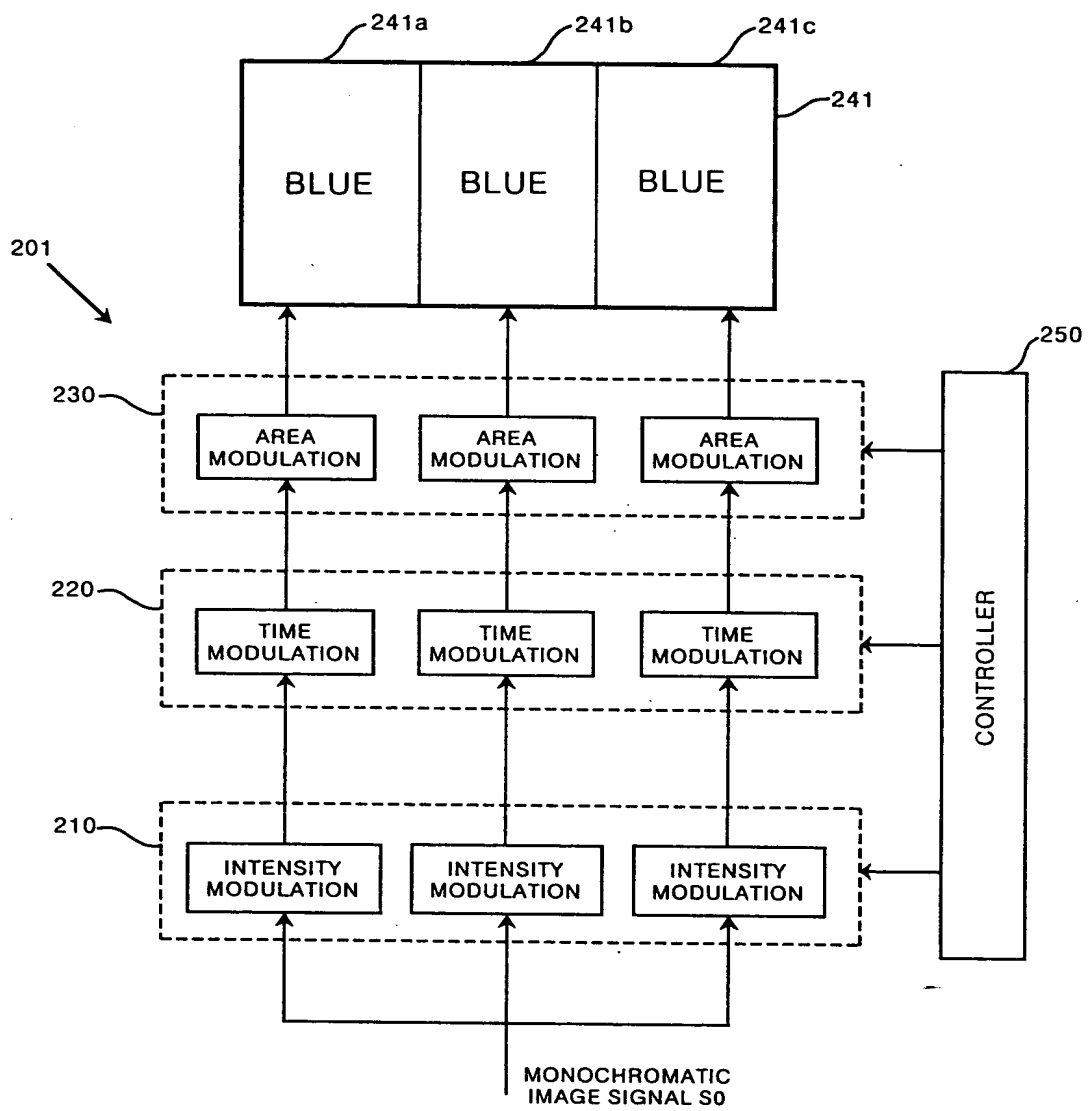 241a
241b
241c
241
BLUE
BLUE
BLUE
201
250
230
AREA
MODULATION
AREA
MODULATION
AREA
MODULATION
220
TIME
MODULATION
TIME
MODULATION
TIME
MODULATION
CONTROLLER
210
INTENSITY
MODULATION
INTENSITY
MODULATION
INTENSITY
MODULATION
MONOCHROMATIC
IMAGE SIGNAL S0